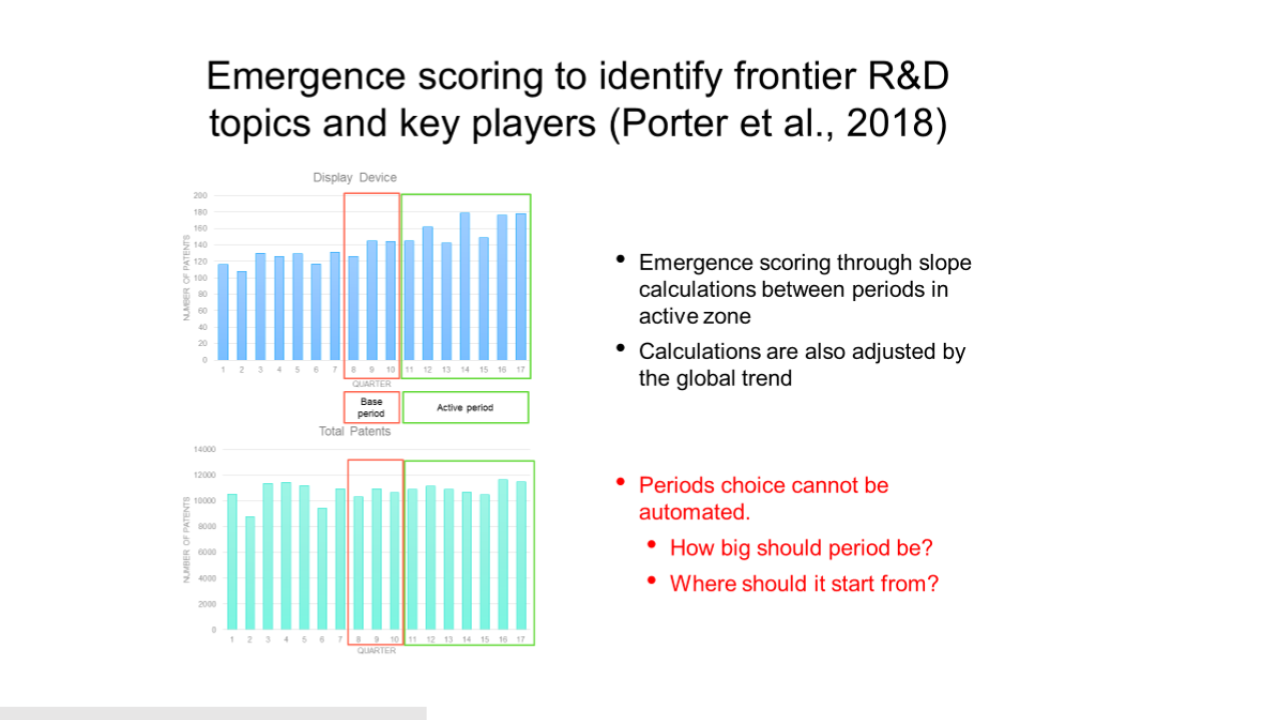 Emergence scoring to identify frontier R&D
topics and key players (Porter et al., 2018)
Display Device
NUMBER OF PATENTS
200
180
160
140
120
100
80
60
40
20
0
1 2 3 4 5 6 7 8 9 10 11 12 13 14 15 16 17
QUARTER
Base
period
Active period
Total Patents
NUMBER OF PATENTS
14000
12000
10000
8000
6000
4000
2000
0
1 2 3 4 5 6 7 8 9 10 11 12 13 14 15 16 17
QUARTER
• Emergence scoring through slope
calculations between periods in
active zone
• Calculations are also adjusted by
the global trend
• Periods choice cannot be
automated.
• How big should period be?
• Where should it start from?